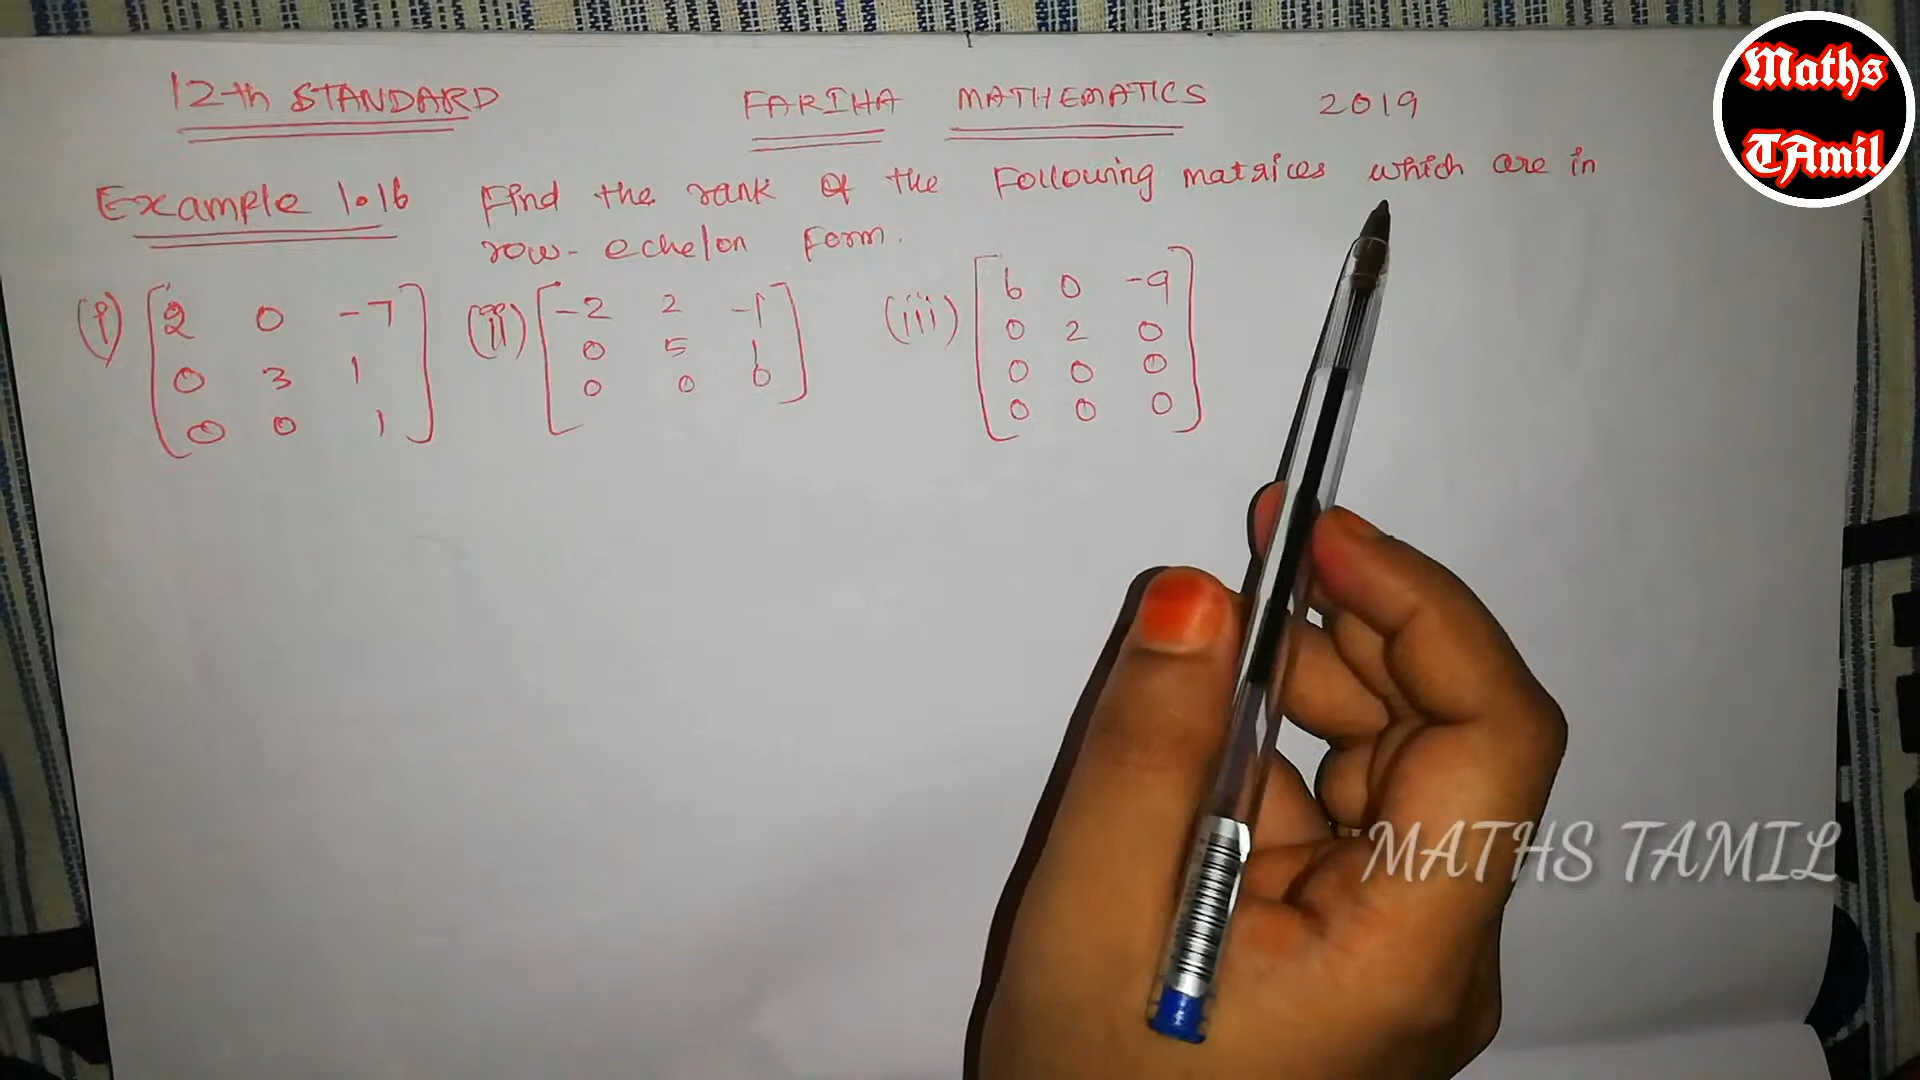 12-th STANDARD FARIHA MATHEMATICS 2019
Example 1.16 Find the rank of the Following matrices which are in
row-echelon form.
(i) [2 0 -7
0 3 1
0 0 1]
(ii) [-2 2 -1
0 5 1
0 0 6]
(iii) [6 0 -9
0 2 0
0 0 0
0 0 0]
Maths
TAmil
MATHS TAMIL